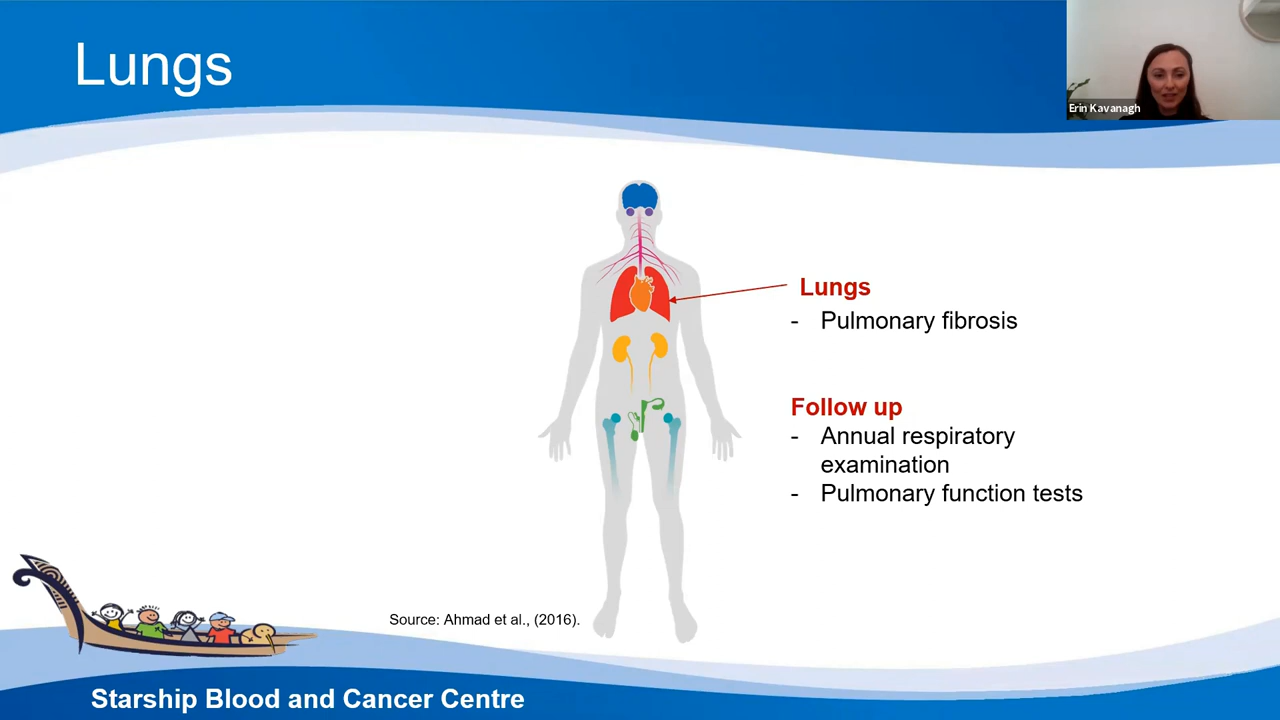 Lungs
Erin Kavanagh
Lungs
- Pulmonary fibrosis
Follow up
- Annual respiratory
examination
- Pulmonary function tests
Source: Ahmad et al., (2016).
Starship Blood and Cancer Centre